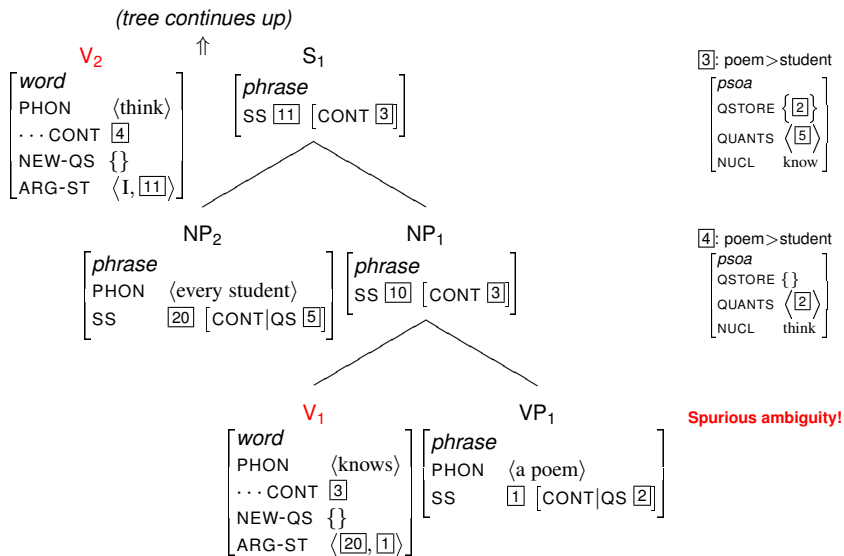 (tree continues up)
⇑
V₂
word
PHON ⟨think⟩
···CONT 4
NEW-QS {}
ARG-ST ⟨I, 11⟩
S₁
phrase
SS 11 [CONT 3]
3: poem>student
psoa
QSTORE {2}
QUANTS ⟨5⟩
NUCL know
NP₂
phrase
PHON ⟨every student⟩
SS 20 [CONT|QS 5]
NP₁
phrase
SS 10 [CONT 3]
4: poem>student
psoa
QSTORE {}
QUANTS ⟨2⟩
NUCL think
V₁
word
PHON ⟨knows⟩
···CONT 3
NEW-QS {}
ARG-ST ⟨20, 1⟩
VP₁
phrase
PHON ⟨a poem⟩
SS 1 [CONT|QS 2]
Spurious ambiguity!